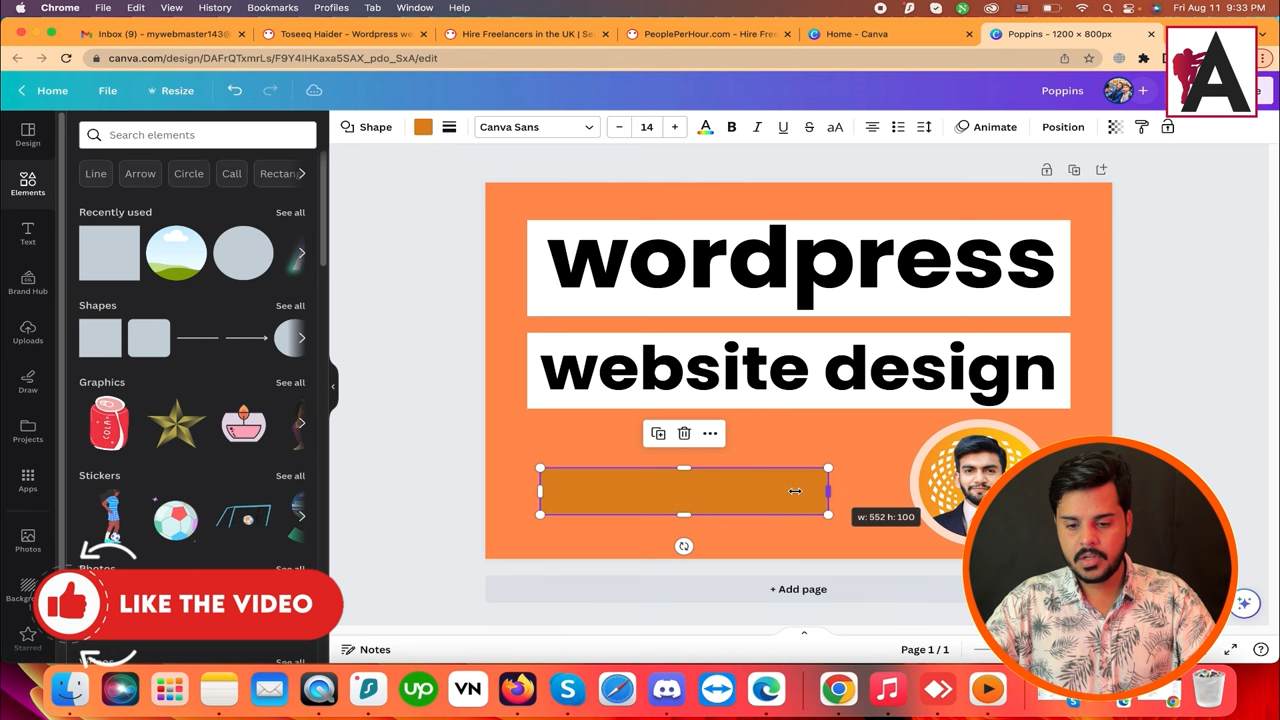 Chrome File Edit View History Bookmarks Profiles Tab Window Help
Fri Aug 11 9:33 PM
Inbox (9) - mywebmaster143@
Toseeq Haider - Wordpress we
Hire Freelancers in the UK | Se
PeoplePerHour.com - Hire Fre
Home - Canva
Poppins - 1200 × 800px
canva.com/design/DAFrQTxmrLs/F9Y4IHKaxa5SAX_pdo_SxA/edit
A
Home File Resize
Poppins
Search elements
Shape
Canva Sans
14
A B I U S aA
Animate
Position
Design
Elements
Text
Brand Hub
Uploads
Draw
Projects
Apps
Photos
Starred
Line Arrow Circle Call
Recently used See all
Shapes See all
Graphics See all
COLA
Stickers See all
wordpress
website design
w: 552 h: 100
+ Add page
LIKE THE VIDEO
Notes
Page 1 / 1
up
VN